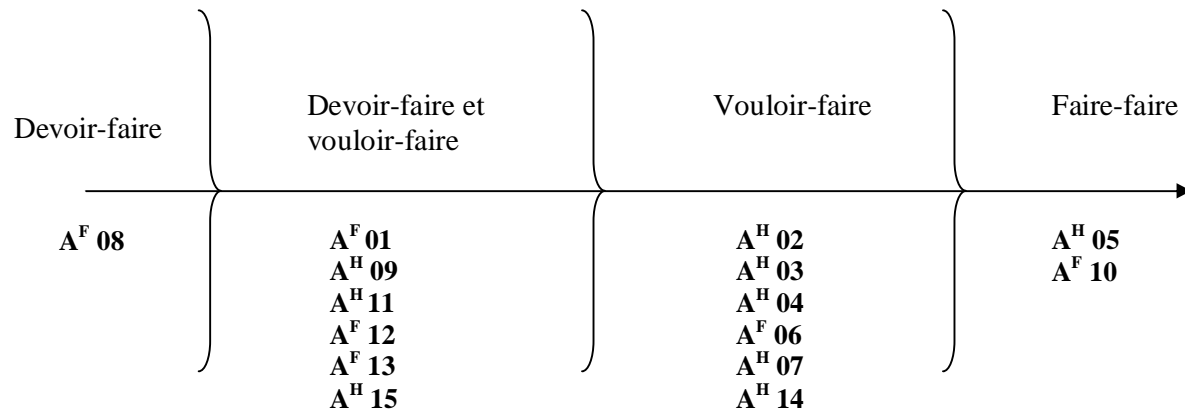 Devoir-faire
Devoir-faire et
vouloir-faire
Vouloir-faire
Faire-faire
A^F 08
A^F 01
A^H 09
A^H 11
A^F 12
A^F 13
A^H 15
A^H 02
A^H 03
A^H 04
A^F 06
A^H 07
A^H 14
A^H 05
A^F 10